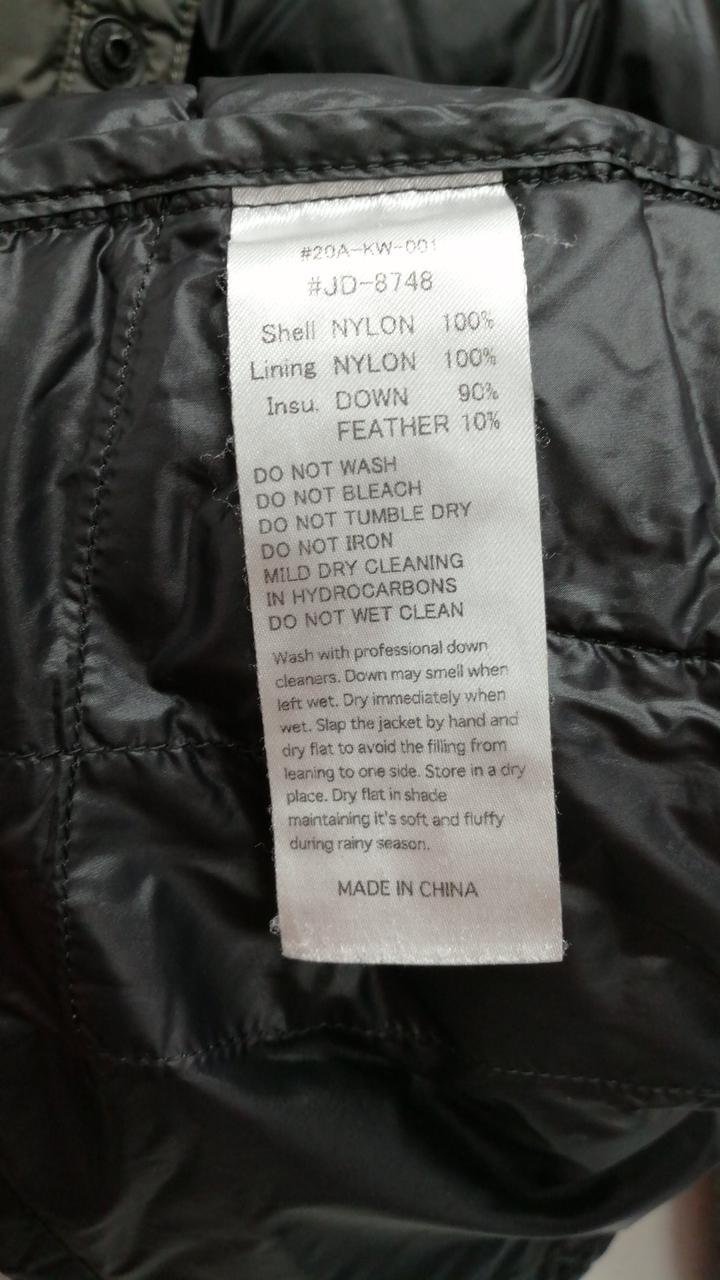 #20A-KW-001
#JD-8748
Shell NYLON 100%
Lining NYLON 100%
Insu. DOWN 90%
FEATHER 10%
DO NOT WASH
DO NOT BLEACH
DO NOT TUMBLE DRY
DO NOT IRON
MILD DRY CLEANING
IN HYDROCARBONS
DO NOT WET CLEAN
Wash with professional down
cleaners. Down may smell when
left wet. Dry immediately when
wet. Slap the jacket by hand and
dry flat to avoid the filling from
leaning to one side. Store in a dry
place. Dry flat in shade
maintaining it's soft and fluffy
during rainy season.
MADE IN CHINA